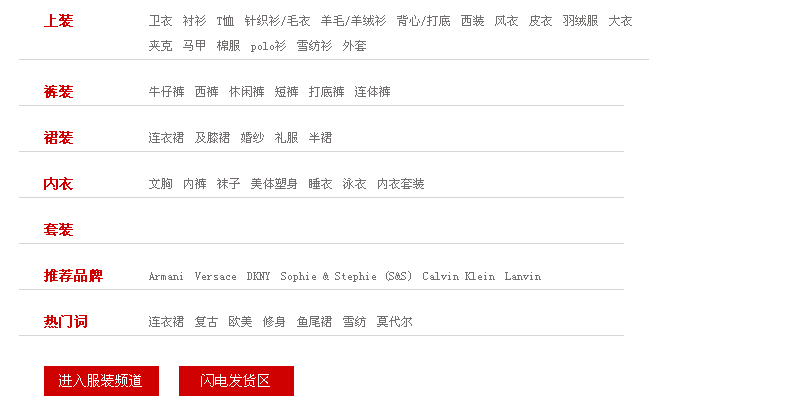 上装 卫衣 衬衫 T恤 针织衫/毛衣 羊毛/羊绒衫 背心/打底 西装 风衣 皮衣 羽绒服 大衣
夹克 马甲 棉服 polo衫 雪纺衫 外套
裤装 牛仔裤 西裤 休闲裤 短裤 打底裤 连体裤
裙装 连衣裙 及膝裙 婚纱 礼服 半裙
内衣 文胸 内裤 袜子 美体塑身 睡衣 泳衣 内衣套装
套装
推荐品牌 Armani Versace DKNY Sophie & Stephie (S&S) Calvin Klein Lanvin
热门词 连衣裙 复古 欧美 修身 鱼尾裙 雪纺 莫代尔
进入服装频道 闪电发货区